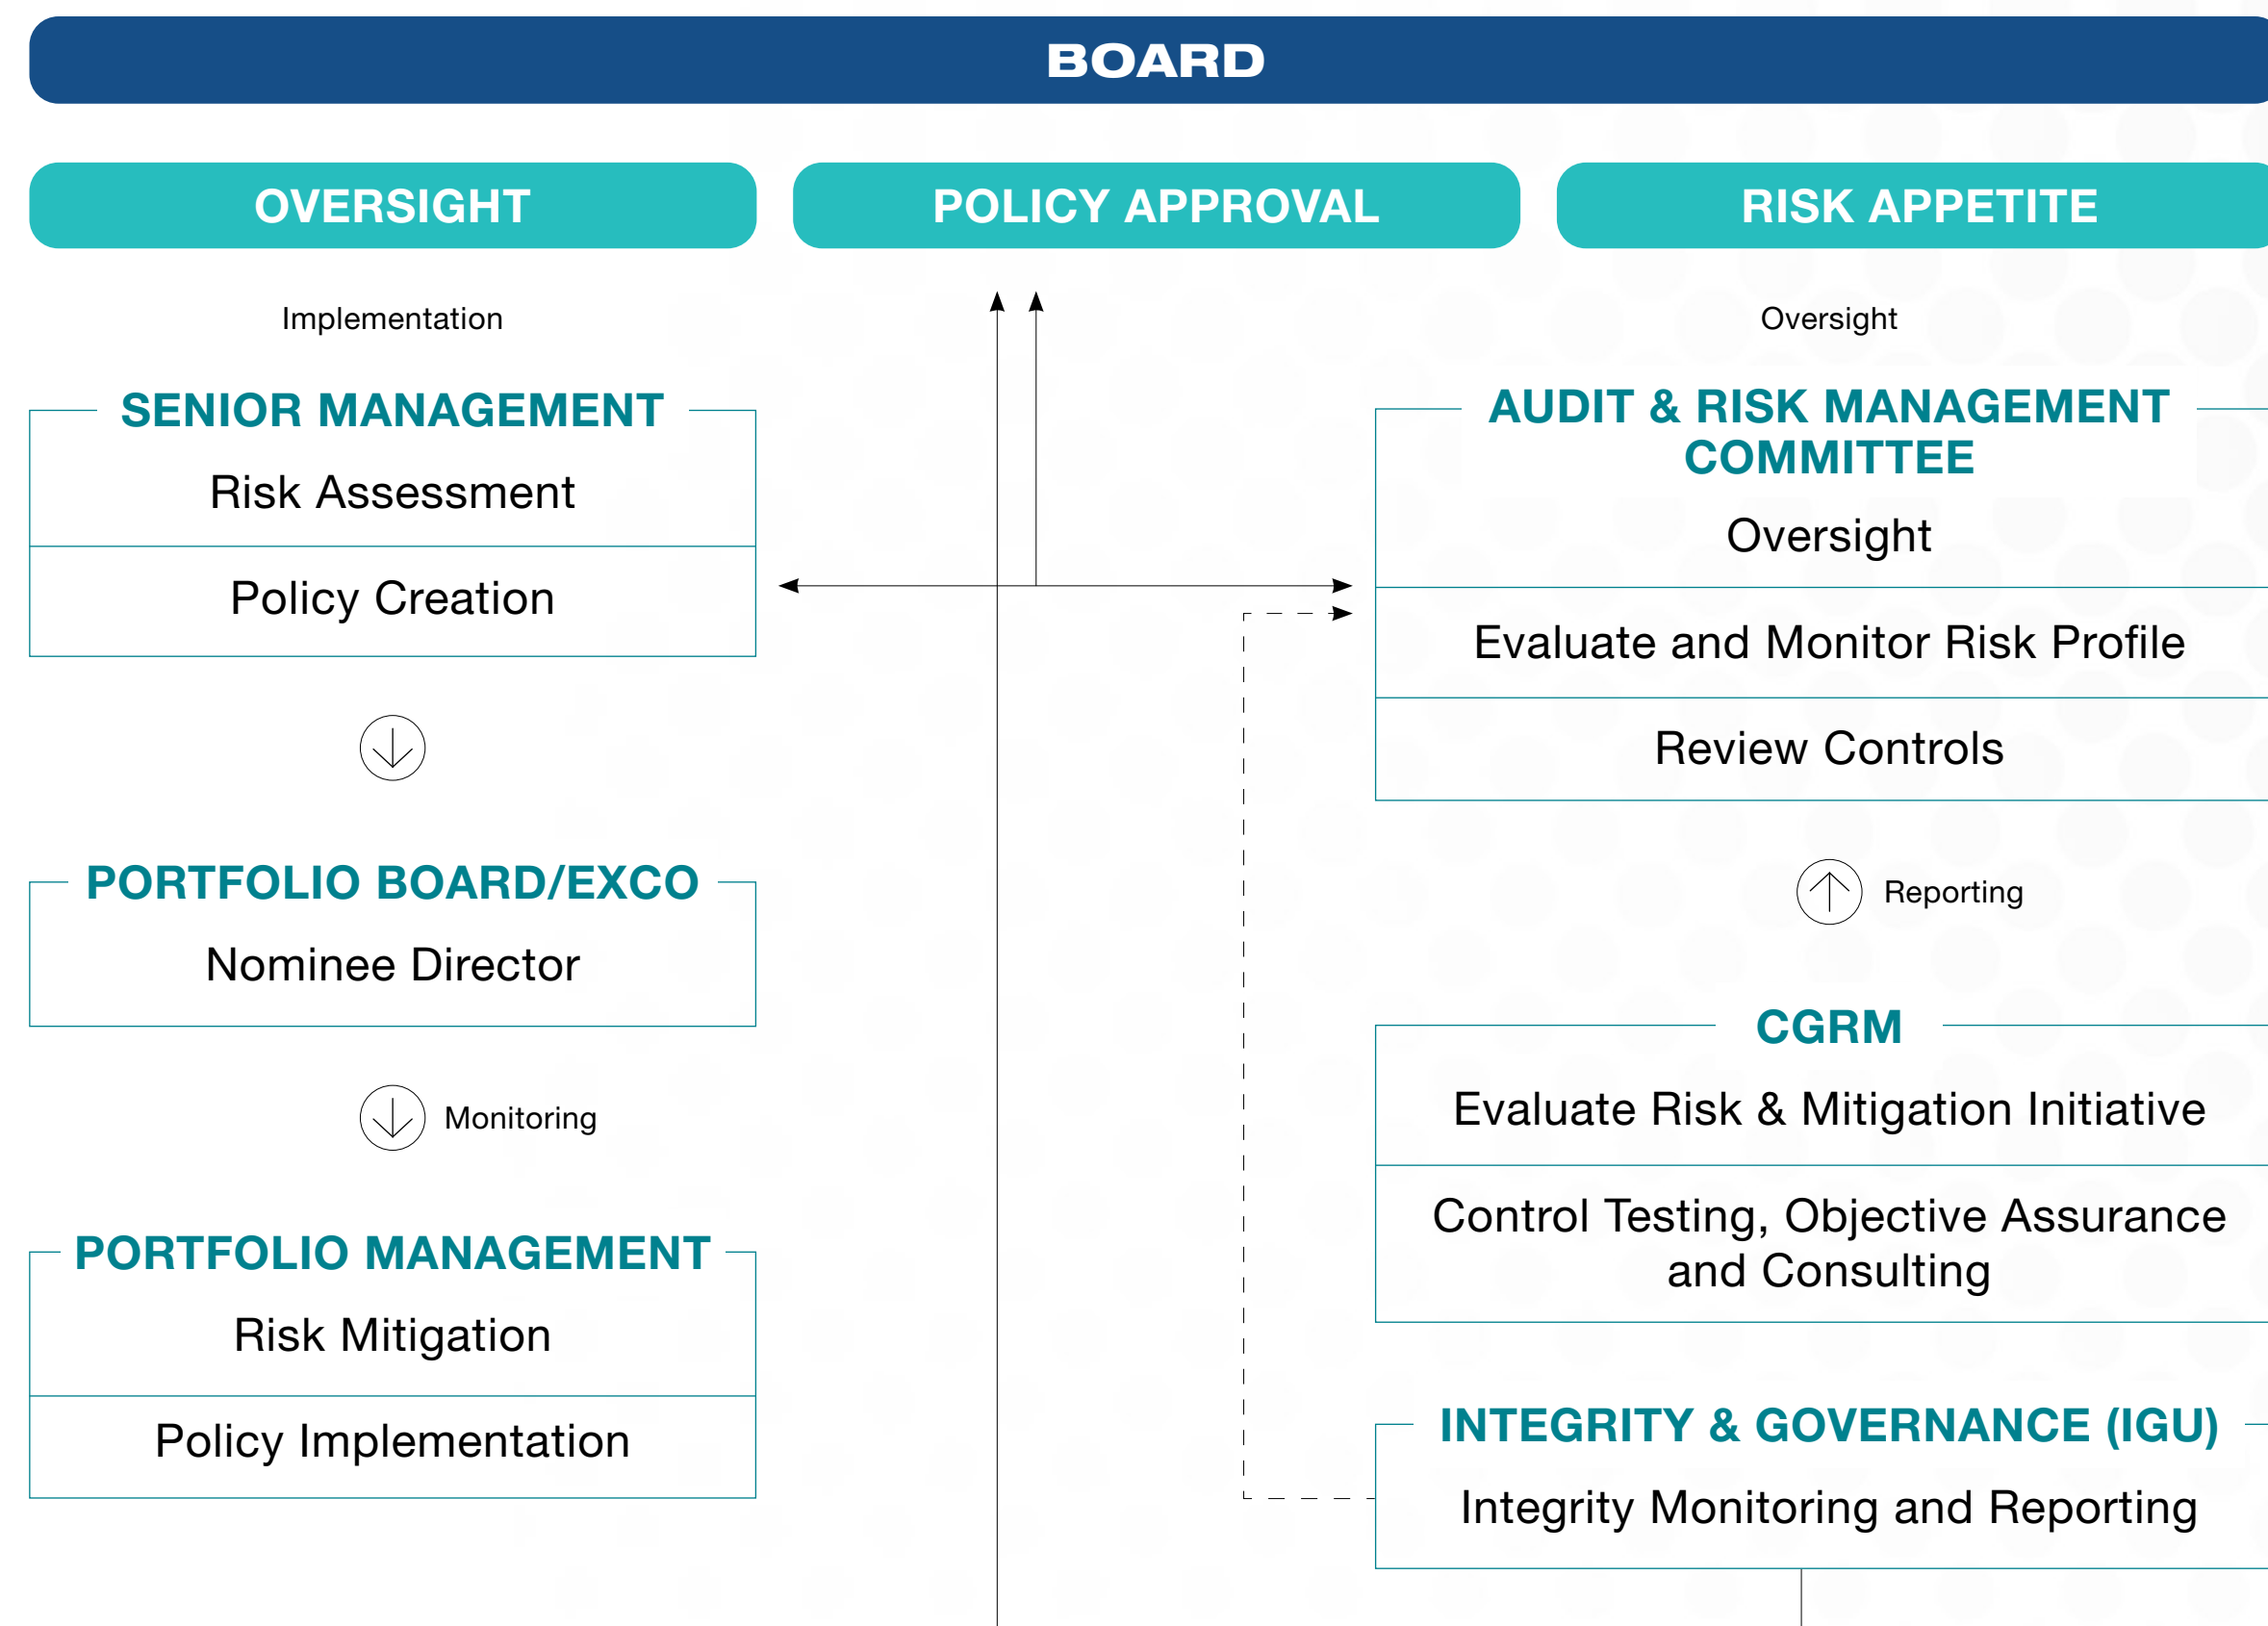 BOARD
OVERSIGHT
POLICY APPROVAL
RISK APPETITE
Implementation
SENIOR MANAGEMENT
Risk Assessment
Policy Creation
PORTFOLIO BOARD/EXCO
Nominee Director
Monitoring
PORTFOLIO MANAGEMENT
Risk Mitigation
Policy Implementation
Oversight
AUDIT & RISK MANAGEMENT
COMMITTEE
Oversight
Evaluate and Monitor Risk Profile
Review Controls
Reporting
CGRM
Evaluate Risk & Mitigation Initiative
Control Testing, Objective Assurance
and Consulting
INTEGRITY & GOVERNANCE (IGU)
Integrity Monitoring and Reporting